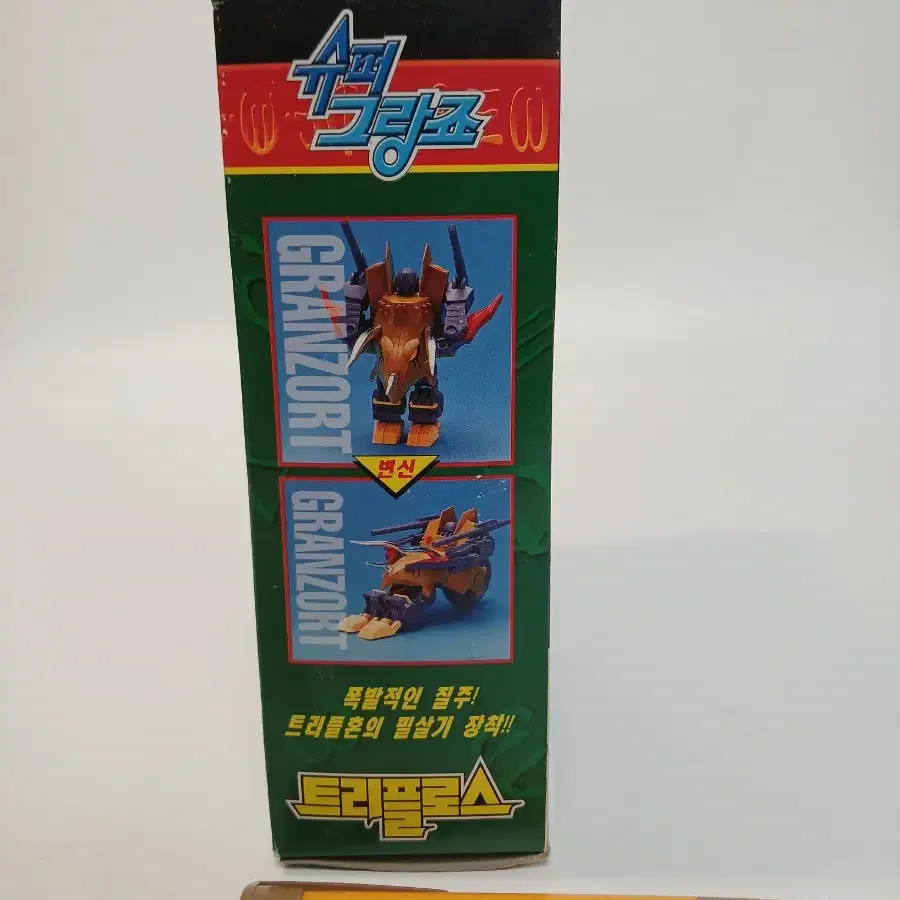 슈퍼
그랑죠
GRANZORT
변신
GRANZORT
폭발적인 질주!
트리플혼의 필살기 장착!!
트리플로스